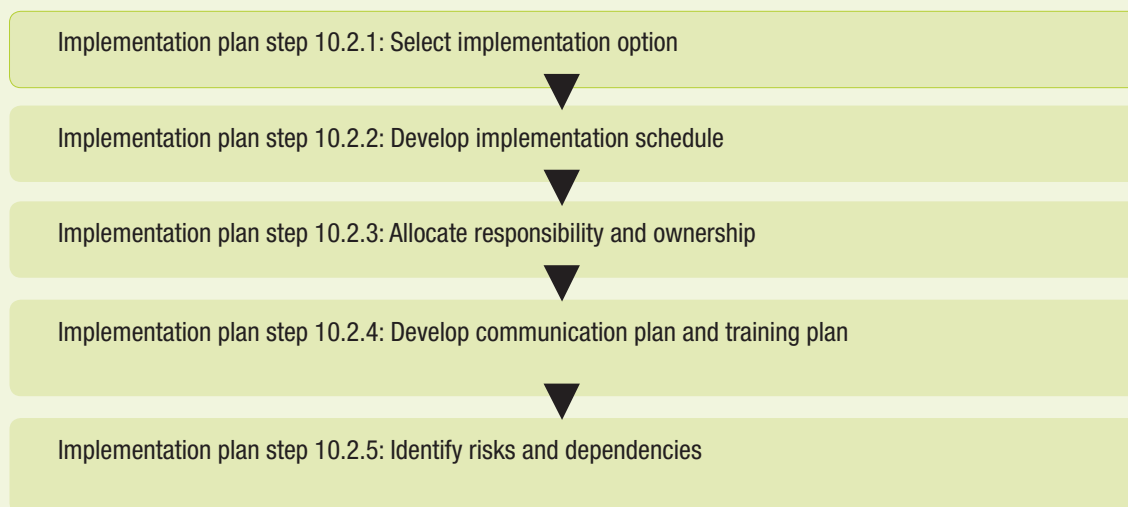 Implementation plan step 10.2.1: Select implementation option
Implementation plan step 10.2.2: Develop implementation schedule
Implementation plan step 10.2.3: Allocate responsibility and ownership
Implementation plan step 10.2.4: Develop communication plan and training plan
Implementation plan step 10.2.5: Identify risks and dependencies